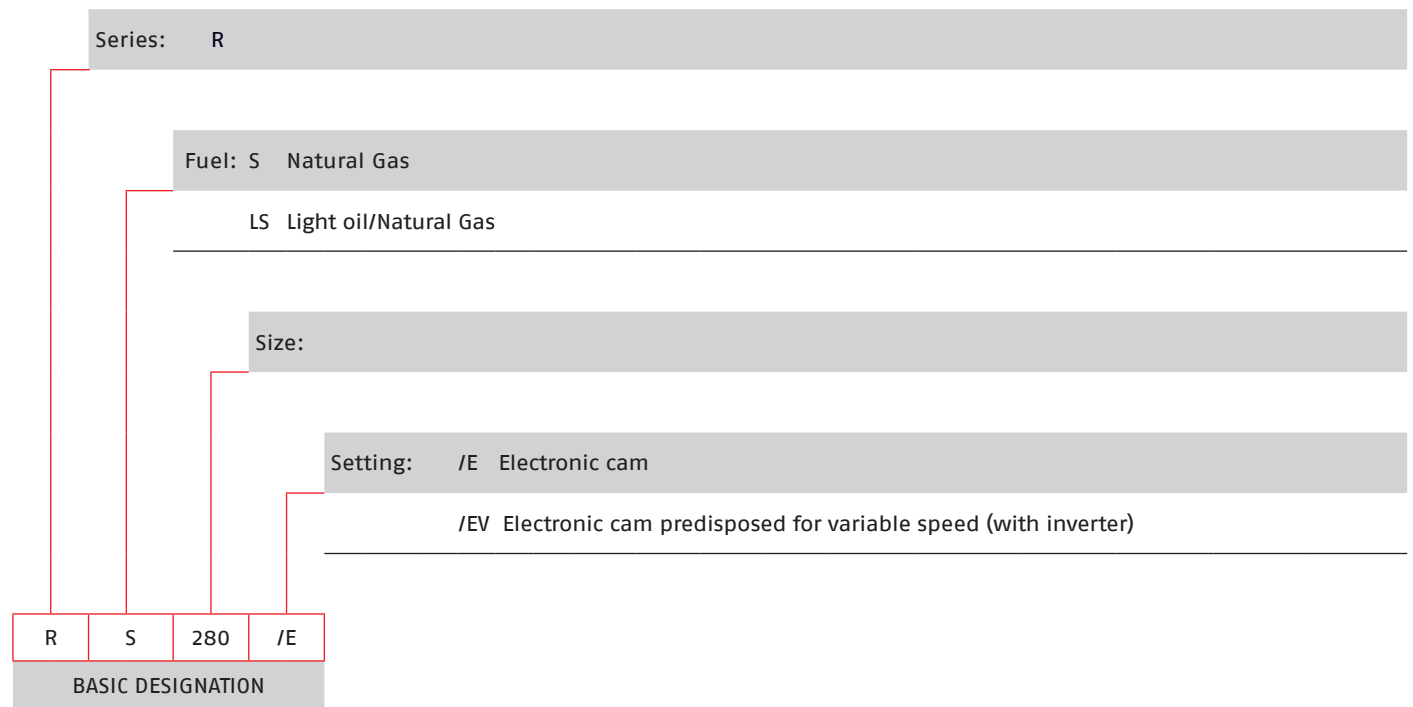 Series: R
Fuel: S Natural Gas
LS Light oil/Natural Gas
Size:
Setting: /E Electronic cam
/EV Electronic cam predisposed for variable speed (with inverter)
R S 280 /E
BASIC DESIGNATION